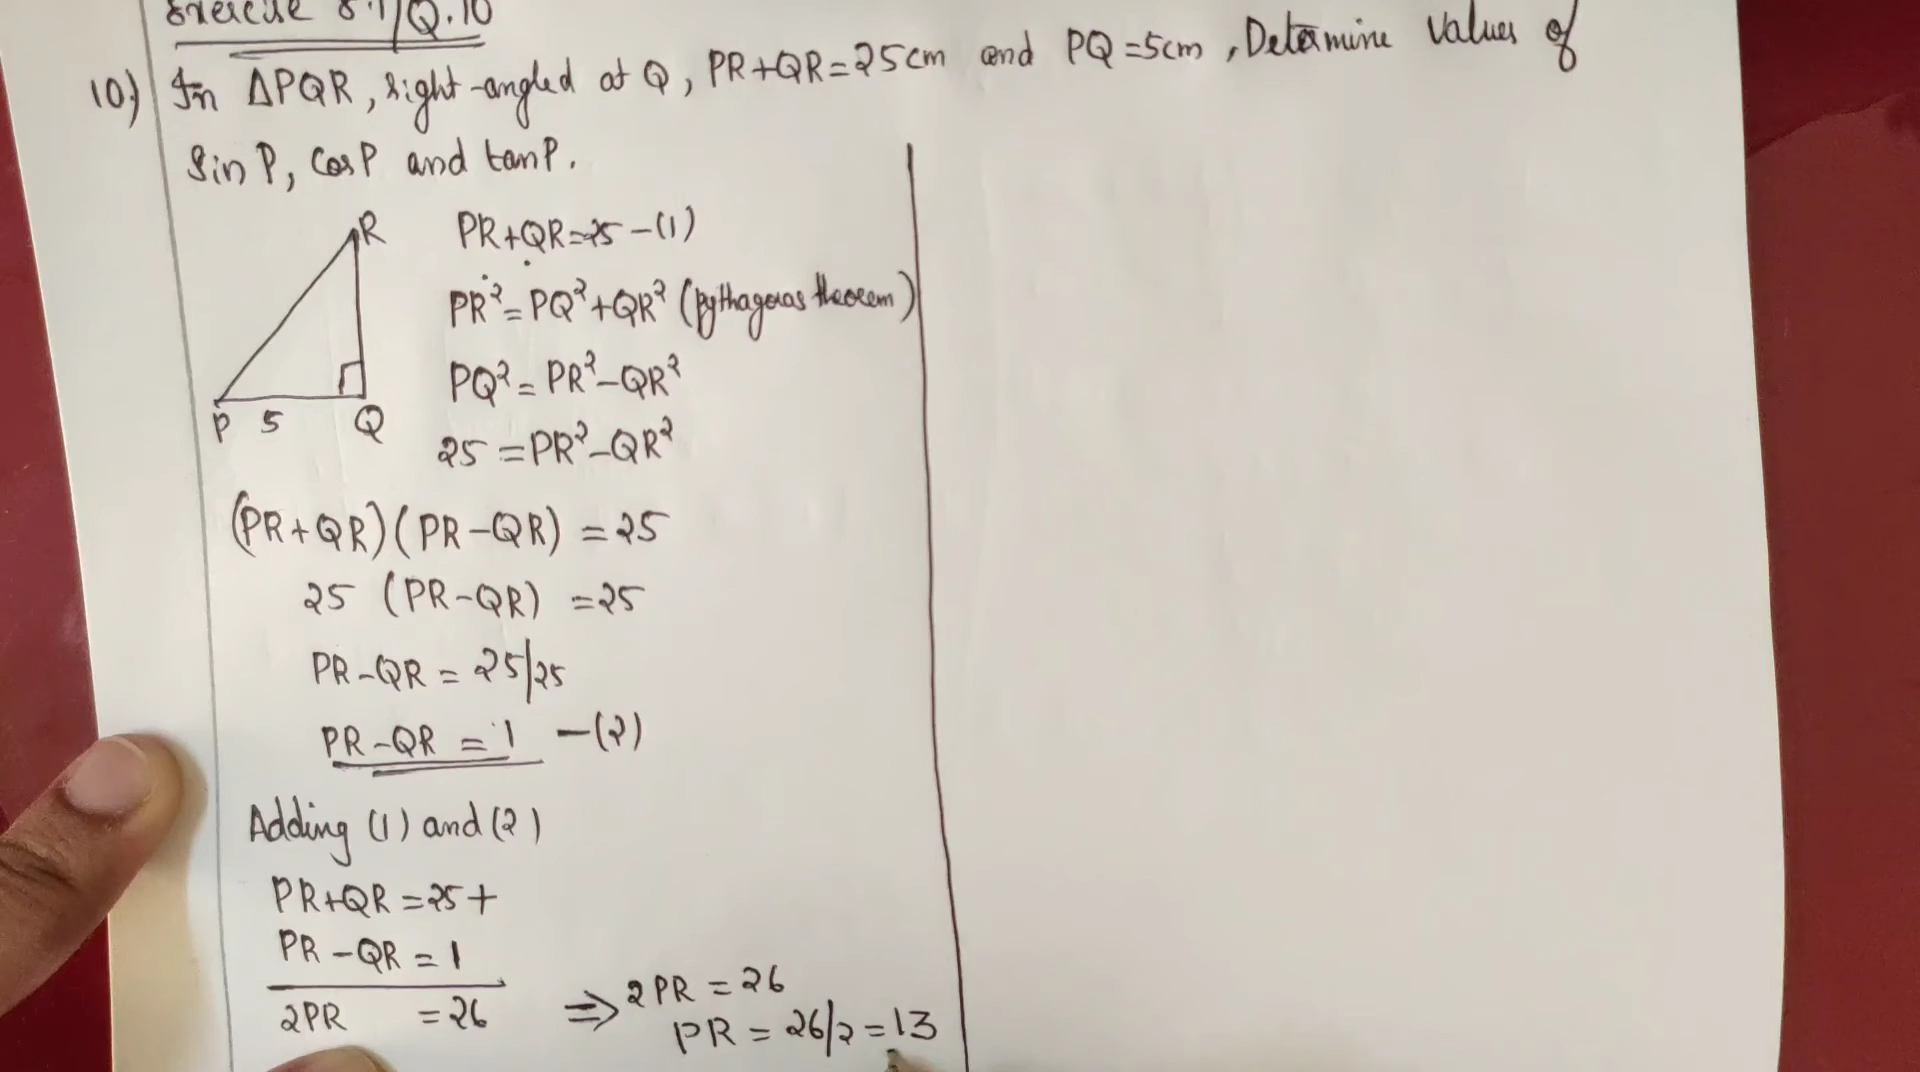 Exercise 8.1/Q.10
10) In ΔPQR, right-angled at Q, PR+QR=25cm and PQ=5cm, Determine values of
Sin P, Cos P and tan P.
R
P 5 Q
PR+QR=25 -(1)
PR²=PQ²+QR² (pythagoras theorem)
PQ²=PR²-QR²
25=PR²-QR²
(PR+QR)(PR-QR)=25
25 (PR-QR) =25
PR-QR = 25/25
PR-QR = 1 -(2)
Adding (1) and (2)
PR+QR=25+
PR-QR=1
2PR =26
⇒ 2PR = 26
PR = 26/2=13